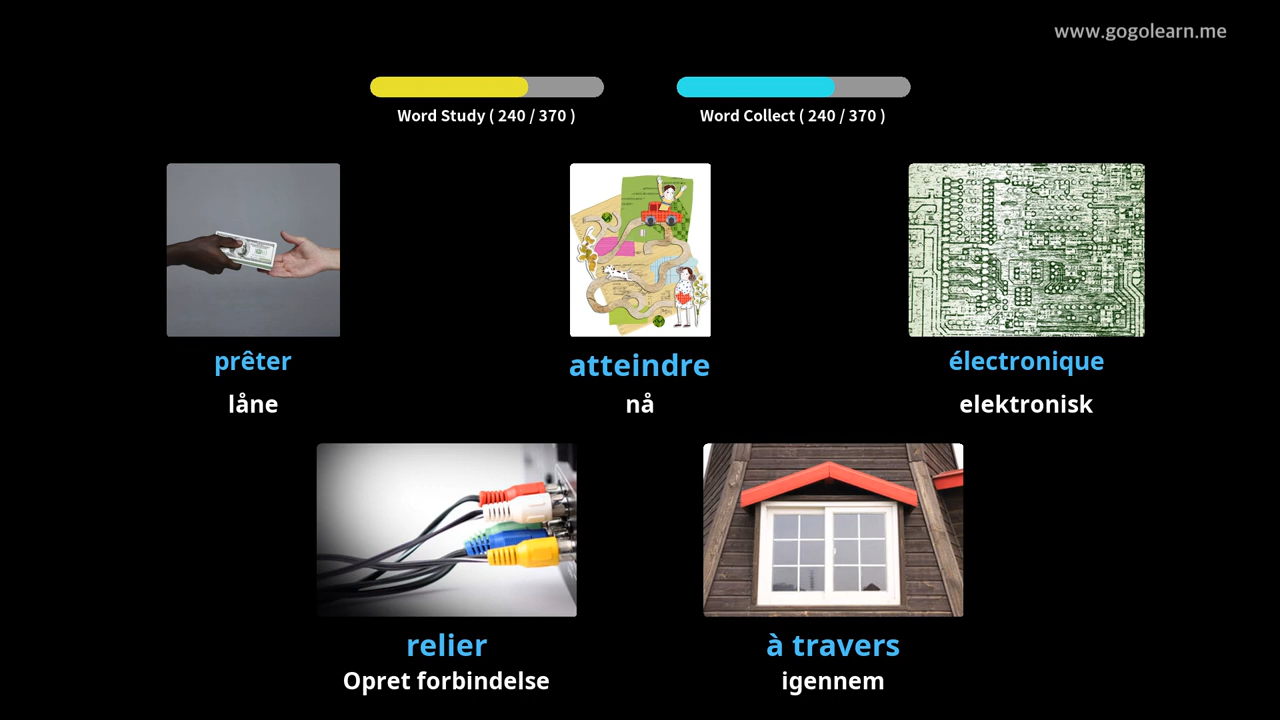 www.gogolearn.me
Word Study ( 240 / 370 )
Word Collect ( 240 / 370 )
prêter
låne
atteindre
nå
électronique
elektronisk
relier
Opret forbindelse
à travers
igennem